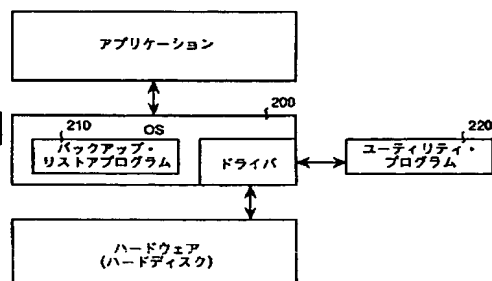 アプリケーション
200
210
OS
220
バックアップ・
リストアプログラム
ドライバ
ユーティリティ・
プログラム
ハードウェア
(ハードディスク)